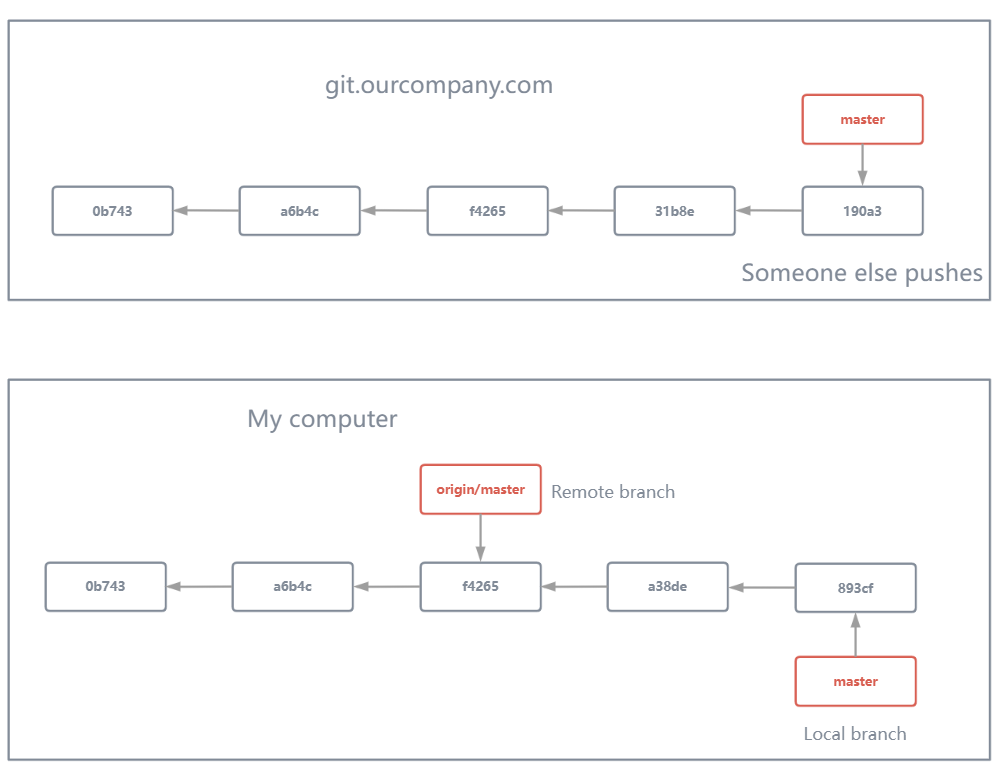 git.ourcompany.com
master
0b743
a6b4c
f4265
31b8e
190a3
Someone else pushes
My computer
origin/master
Remote branch
0b743
a6b4c
f4265
a38de
893cf
master
Local branch